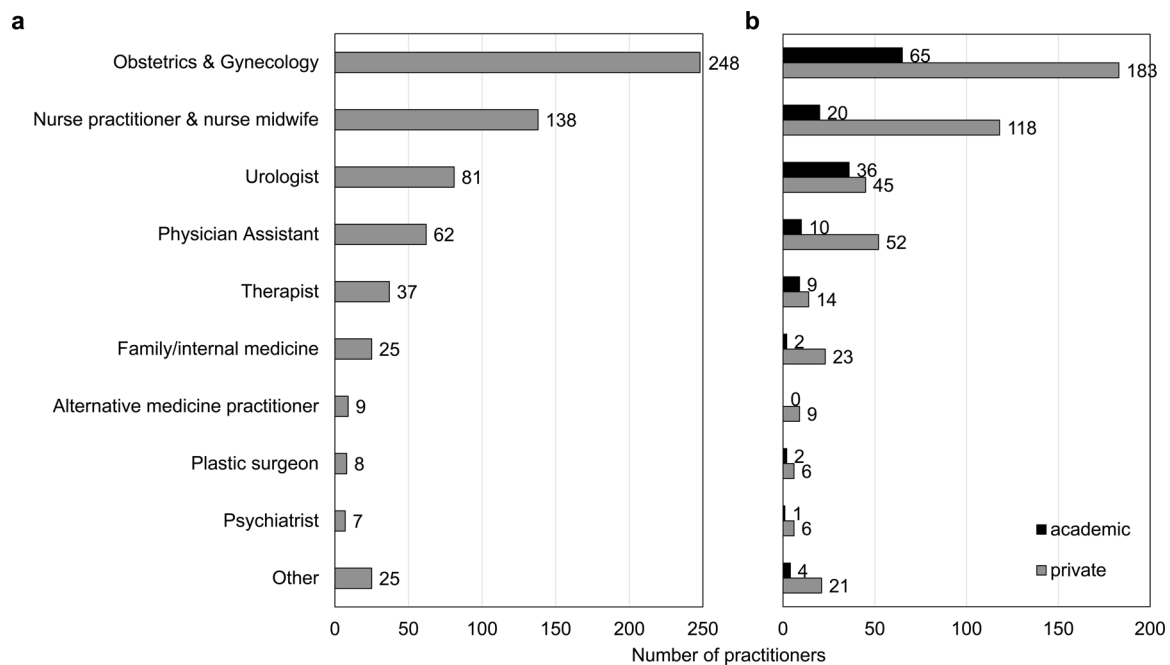 a
Obstetrics & Gynecology
248
Nurse practitioner & nurse midwife
138
Urologist
81
Physician Assistant
62
Therapist
37
Family/internal medicine
25
Alternative medicine practitioner
9
Plastic surgeon
8
Psychiatrist
7
Other
25
0 50 100 150 200 250
b
65
183
20
118
36
45
10
52
9
14
2
23
0
9
2
6
1
6
4
21
academic
private
0 50 100 150 200
Number of practitioners